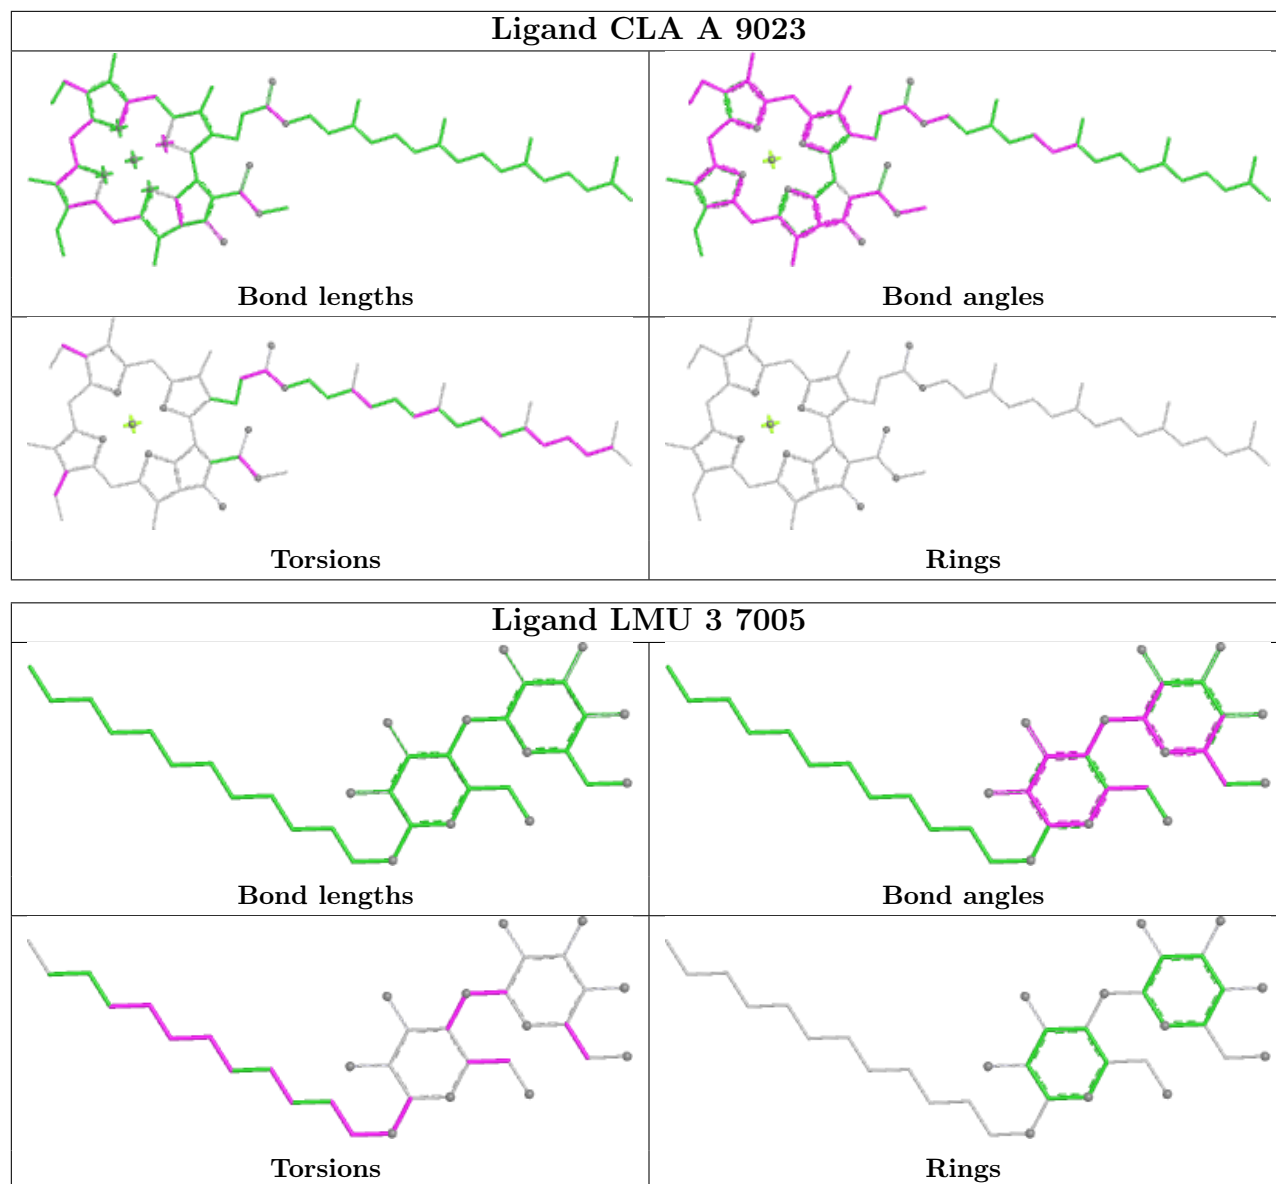 Ligand CLA A 9023
Bond lengths
Bond angles
Torsions
Rings
Ligand LMU 3 7005
Bond lengths
Bond angles
Torsions
Rings